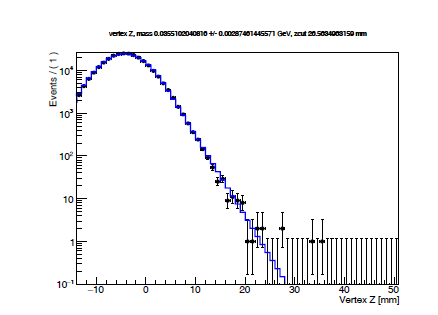 vertex Z, mass 0.0355102040816 +/- 0.00287461445571 GeV, zcut 26.5684963159 mm
Events / ( 1 )
10⁴
10³
10²
10
1
10⁻¹
−10 0 10 20 30 40 50
Vertex Z [mm]